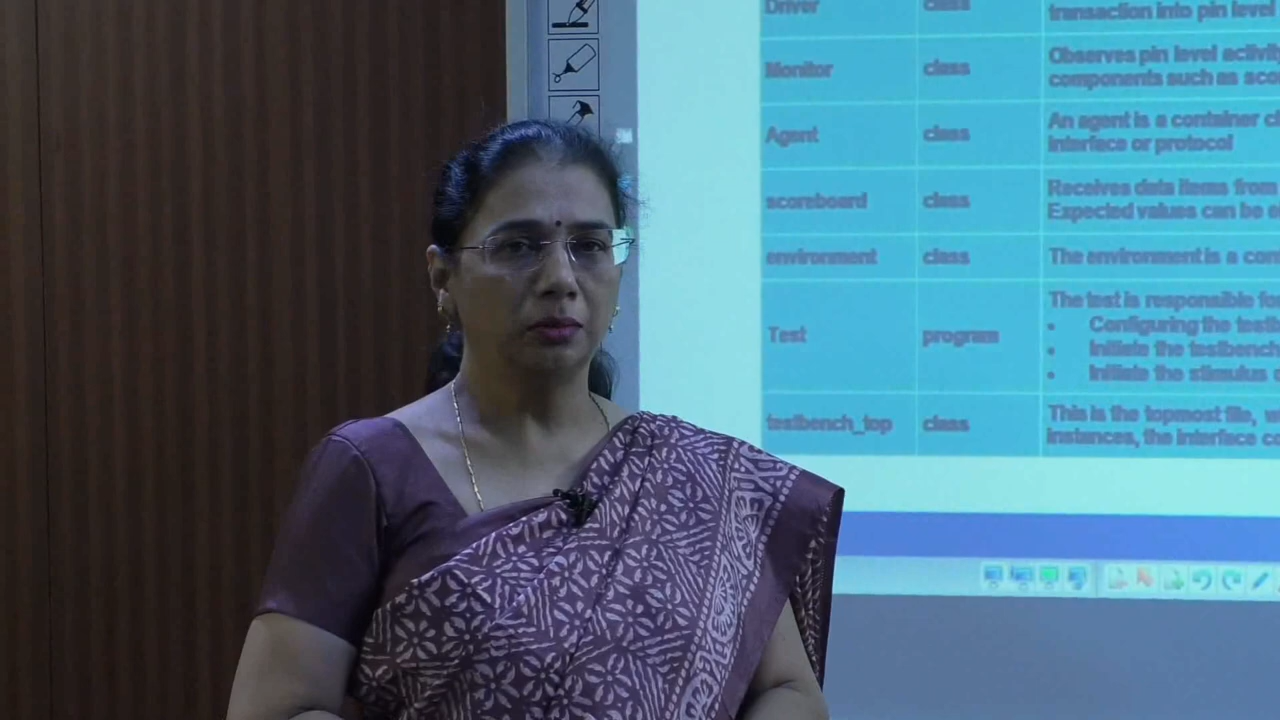 Driver class transaction into pin level
Observes pin level activity
Monitor class
components such as sco
An agent is a container cl
Agent class
interface or protocol
Receives data items from
scoreboard class
Expected values can be e
environment class The environment is a con
The test is responsible fo
• Configuring the testb
Test program
• Initiate the testbench
• Initiate the stimulus
This is the topmost file, w
testbench_top class
instances, the interface co